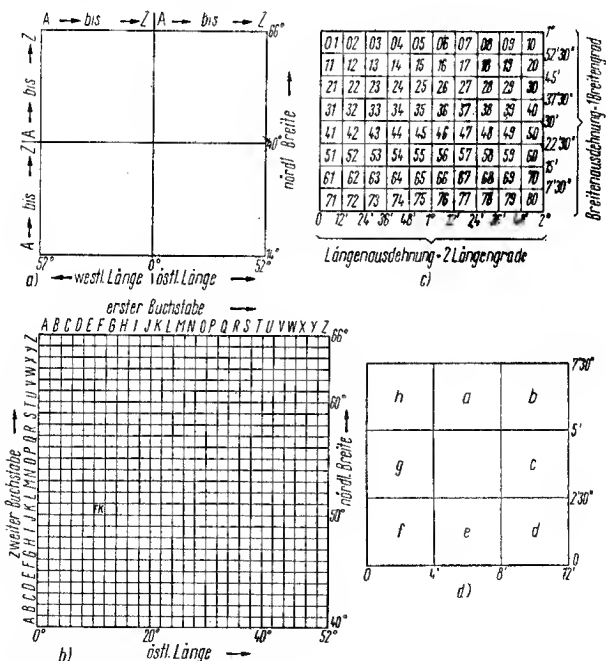 A → bis → Z A → bis → Z
66°
A → bis → Z
A → bis → Z
40°
14°
nördl. Breite
52° 0° 52°
a) westl. Länge östl. Länge
01 02 03 04 05 06 07 08 09 10
11 12 13 14 15 16 17 18 19 20
21 22 23 24 25 26 27 28 29 30
31 32 33 34 35 36 37 38 39 40
41 42 43 44 45 46 47 48 49 50
51 52 53 54 55 56 57 58 59 60
61 62 63 64 65 66 67 68 69 70
71 72 73 74 75 76 77 78 79 80
1°
52'30"
45'
37'30"
30'
22'30"
15'
7'30"
Breitenausdehnung - 1 Breitengrad
0 12' 24' 36' 48' 1° 12' 24' 36' 2°
Längenausdehnung - 2 Längengrade
c)
erster Buchstabe
A B C D E F G H I J K L M N O P Q R S T U V W X Y Z
66°
60°
50°
40°
nördl. Breite
zweiter Buchstabe
A B C D E F G H I J K L M N O P Q R S T U V W X Y Z
FK
0° 20° 40° 52°
b) östl. Länge
7'30"
h a b
5'
g c
2'30"
f e d
0
0 4' 8' 12'
d)